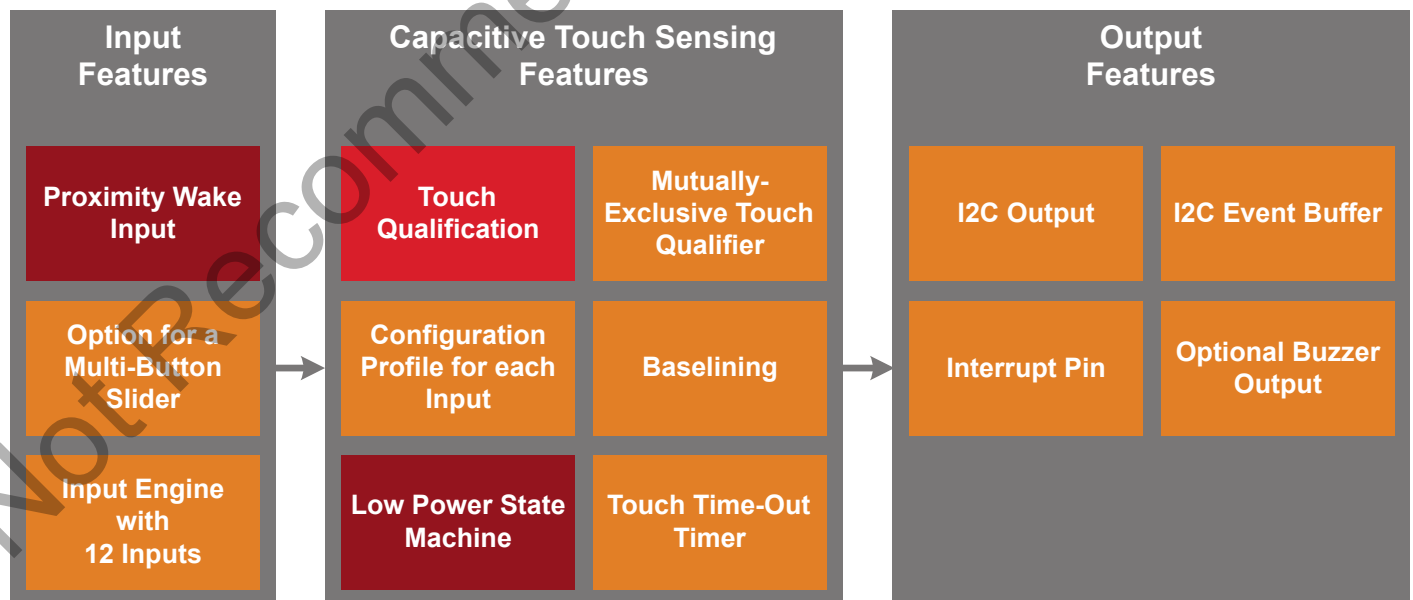 Input
Features
Proximity Wake
Input
Option for a
Multi-Button
Slider
Input Engine
with
12 Inputs
Capacitive Touch Sensing
Features
Touch
Qualification
Mutually-
Exclusive Touch
Qualifier
Configuration
Profile for each
Input
Baselining
Low Power State
Machine
Touch Time-Out
Timer
Output
Features
I2C Output
I2C Event Buffer
Interrupt Pin
Optional Buzzer
Output
Not